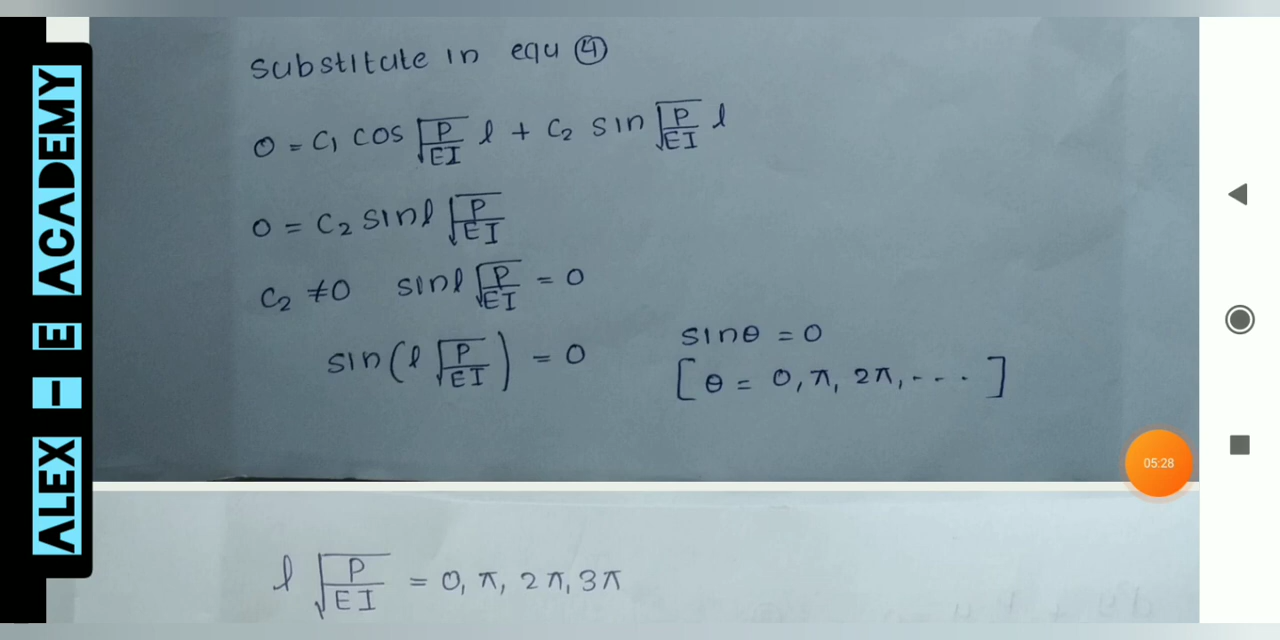 ALEX - E ACADEMY
substitute in equ ④
0 = C₁ cos √(P/EI) l + C₂ sin √(P/EI) l
0 = C₂ sin l √(P/EI)
C₂ ≠ 0 sin l √(P/EI) = 0
sin (l √(P/EI)) = 0 sin θ = 0
[θ = 0, π, 2π, - - - ]
05:28
l √(P/EI) = 0, π, 2π, 3π